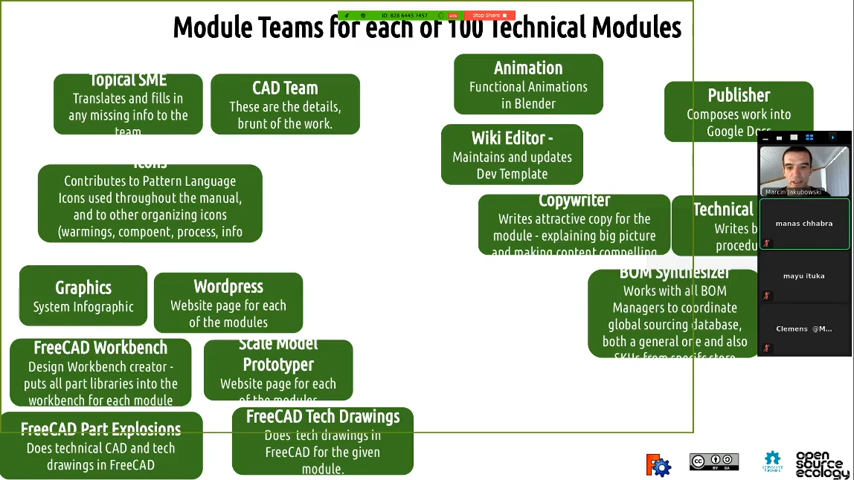 Module Teams for each of 100 Technical Modules
ID: 828 6443 7457
Stop Share
Topical SME
Translates and fills in
any missing info to the
team.
CAD Team
These are the details,
brunt of the work.
Animation
Functional Animations
in Blender
Publisher
Composes work into
Google Docs
Wiki Editor -
Maintains and updates
Dev Template
Icons
Contributes to Pattern Language
Icons used throughout the manual,
and to other organizing icons
(warmings, compoent, process, info
Copywriter
Writes attractive copy for the
module - explaining big picture
and making content compelling
Technical
Writes b
procedu
Marcin Jakubowski
manas chhabra
mayu ituka
Clemens @M...
Graphics
System Infographic
Wordpress
Website page for each
of the modules
BOM Synthesizer
Works with all BOM
Managers to coordinate
global sourcing database,
both a general one and also
SKUs from specifc store
FreeCAD Workbench
Design Workbench creator -
puts all part libraries into the
workbench for each module
Scale Model
Prototyper
Website page for each
of the modules
FreeCAD Part Explosions
Does technical CAD and tech
drawings in FreeCAD
FreeCAD Tech Drawings
Does tech drawings in
FreeCAD for the given
module.
cc
BY SA
open
source
ecology